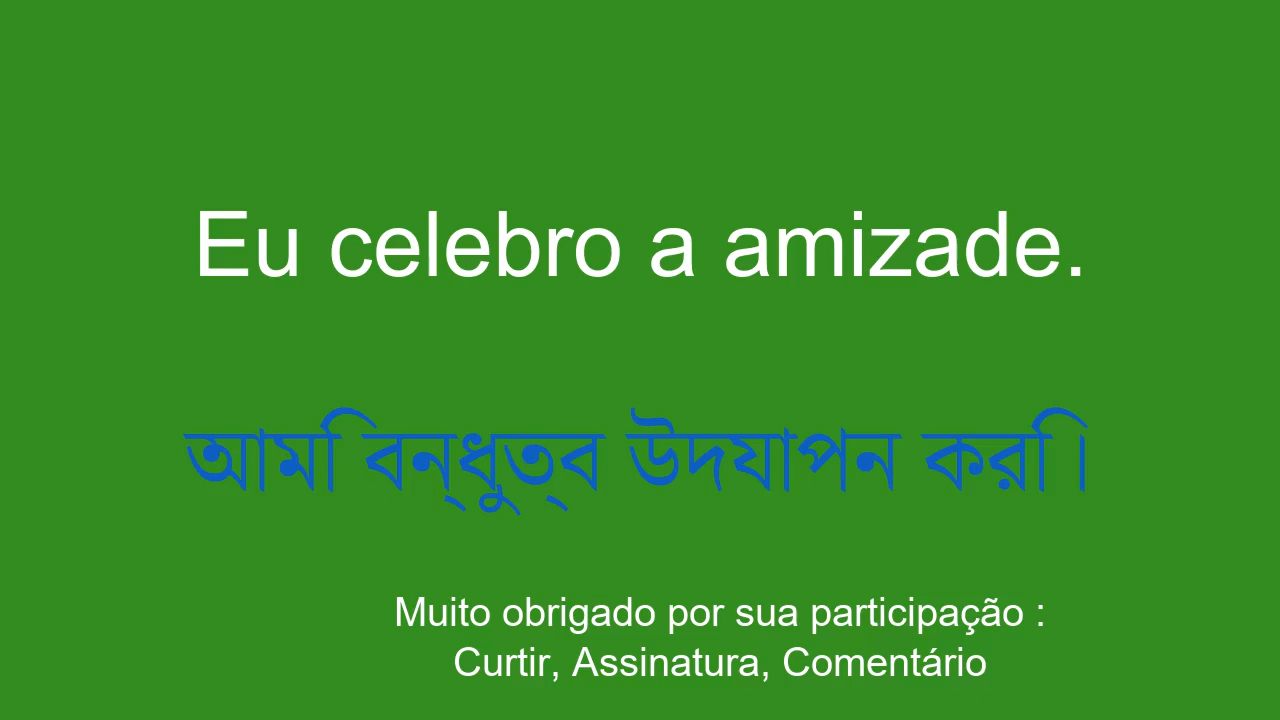 Eu celebro a amizade.
আমি বন্ধুত্ব উদযাপন করি।
Muito obrigado por sua participação :
Curtir, Assinatura, Comentário